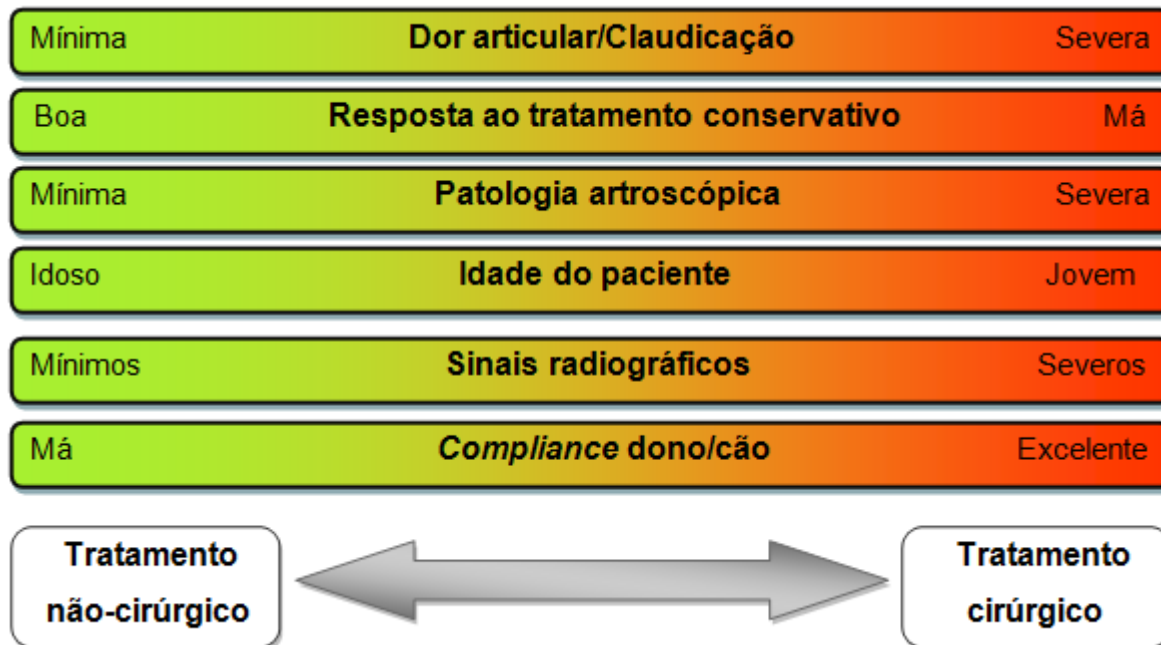 Mínima Dor articular/Claudicação Severa
Boa Resposta ao tratamento conservativo Má
Mínima Patologia artroscópica Severa
Idoso Idade do paciente Jovem
Mínimos Sinais radiográficos Severos
Má Compliance dono/cão Excelente
Tratamento
não-cirúrgico
Tratamento
cirúrgico